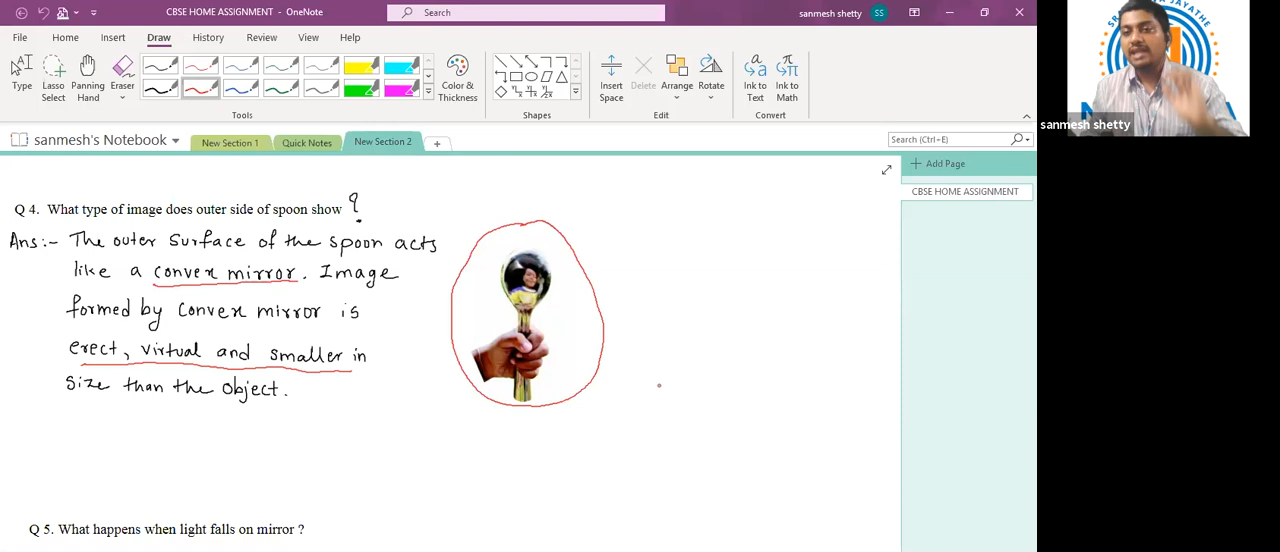 CBSE HOME ASSIGNMENT - OneNote
Search
sanmesh shetty
SS
File Home Insert Draw History Review View Help
Type
Lasso Select
Panning Hand
Eraser
Color & Thickness
Insert Space
Delete
Arrange
Rotate
Ink to Text
Ink to Math
Tools
Shapes
Edit
Convert
sanmesh's Notebook
New Section 1
Quick Notes
New Section 2
Search (Ctrl+E)
Add Page
CBSE HOME ASSIGNMENT
sanmesh shetty
Q 4. What type of image does outer side of spoon show ?
Ans:- The outer surface of the spoon acts
like a convex mirror. Image
formed by convex mirror is
erect, virtual and smaller in
size than the object.
Q 5. What happens when light falls on mirror ?